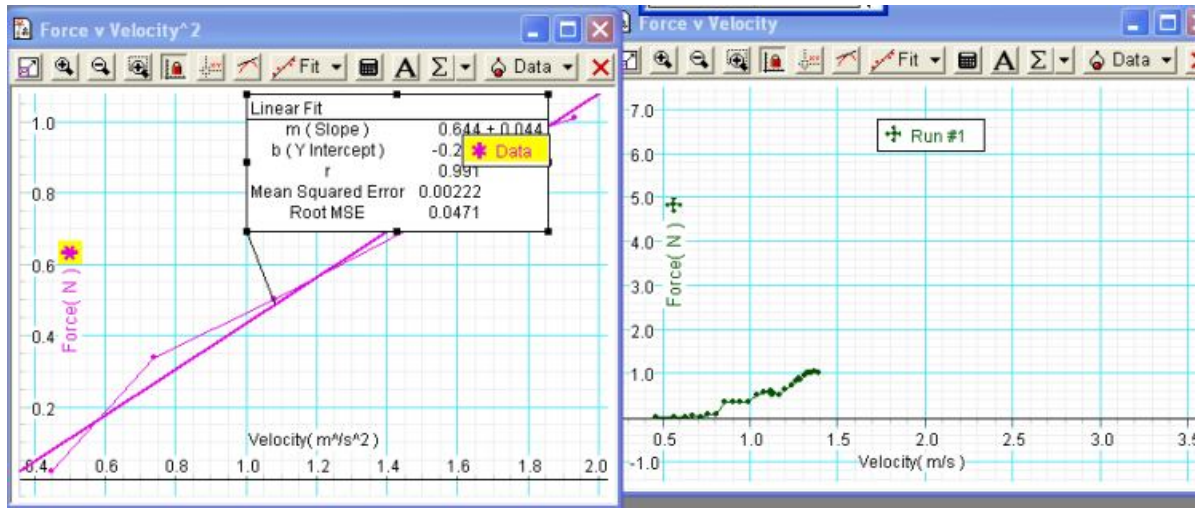 Force v Velocity^2
Fit
A
Σ
Data
Linear Fit
m ( Slope ) 0.644 ± 0.044
b ( Y Intercept ) -0.2
r 0.991
Mean Squared Error 0.00222
Root MSE 0.0471
Data
1.0
0.8
0.6
0.4
0.2
Force( N )
Velocity( m^/s^2 )
0.4 0.6 0.8 1.0 1.2 1.4 1.6 1.8 2.0
Force v Velocity
Fit
A
Σ
Data
Run #1
7.0
6.0
5.0
4.0
3.0
2.0
1.0
-1.0
Force( N )
0.5 1.0 1.5 2.0 2.5 3.0 3.5
Velocity( m/s )